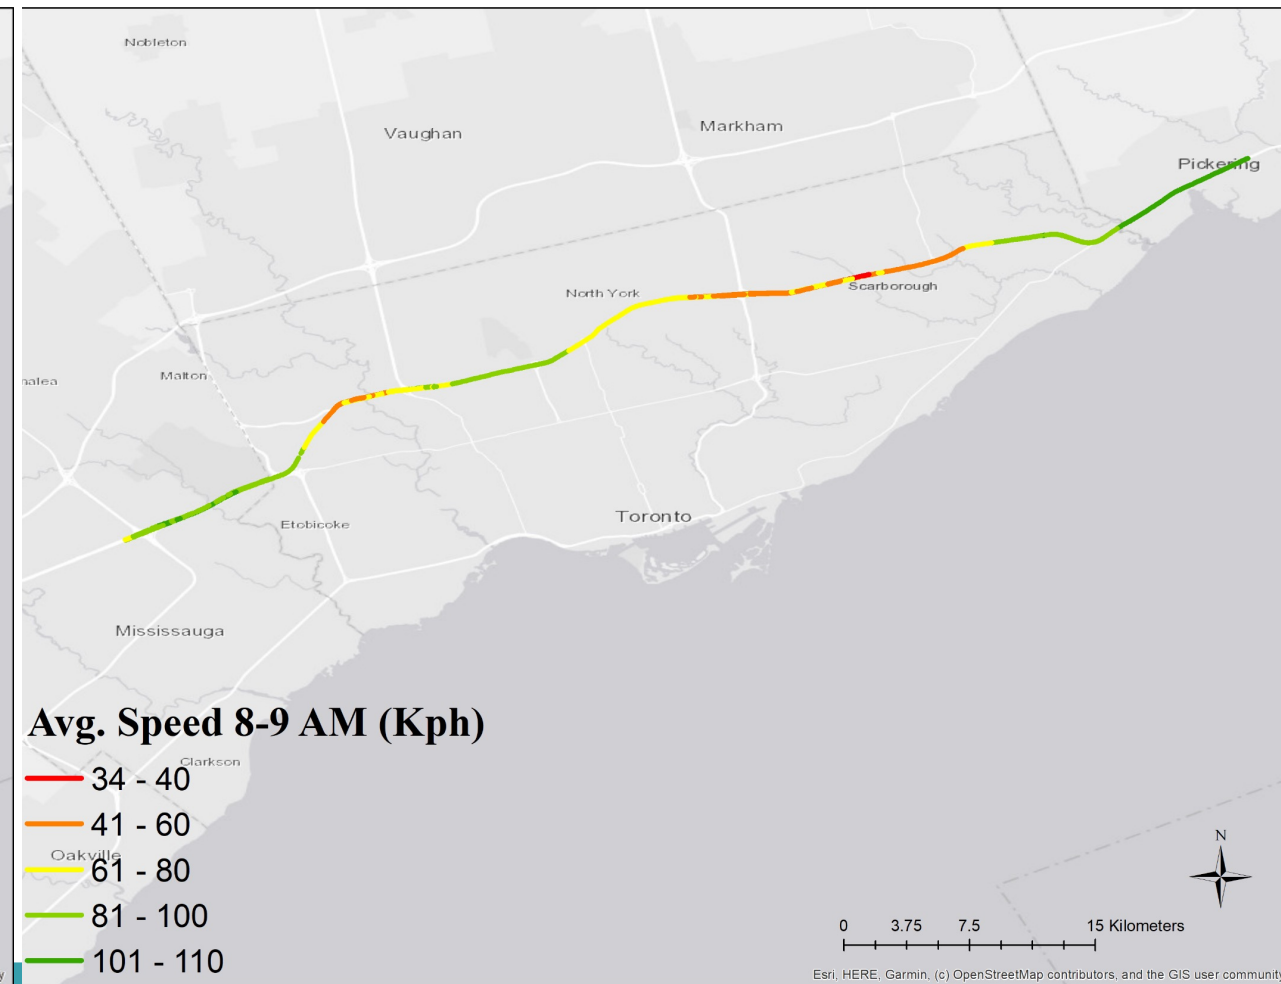 Nobleton
Vaughan
Markham
Pickering
North York
Scarborough
Malton
nalea
Etobicoke
Toronto
Mississauga
Avg. Speed 8-9 AM (Kph)
Clarkson
34 - 40
41 - 60
Oakville
61 - 80
81 - 100
101 - 110
N
0 3.75 7.5 15 Kilometers
Esri, HERE, Garmin, (c) OpenStreetMap contributors, and the GIS user community
y